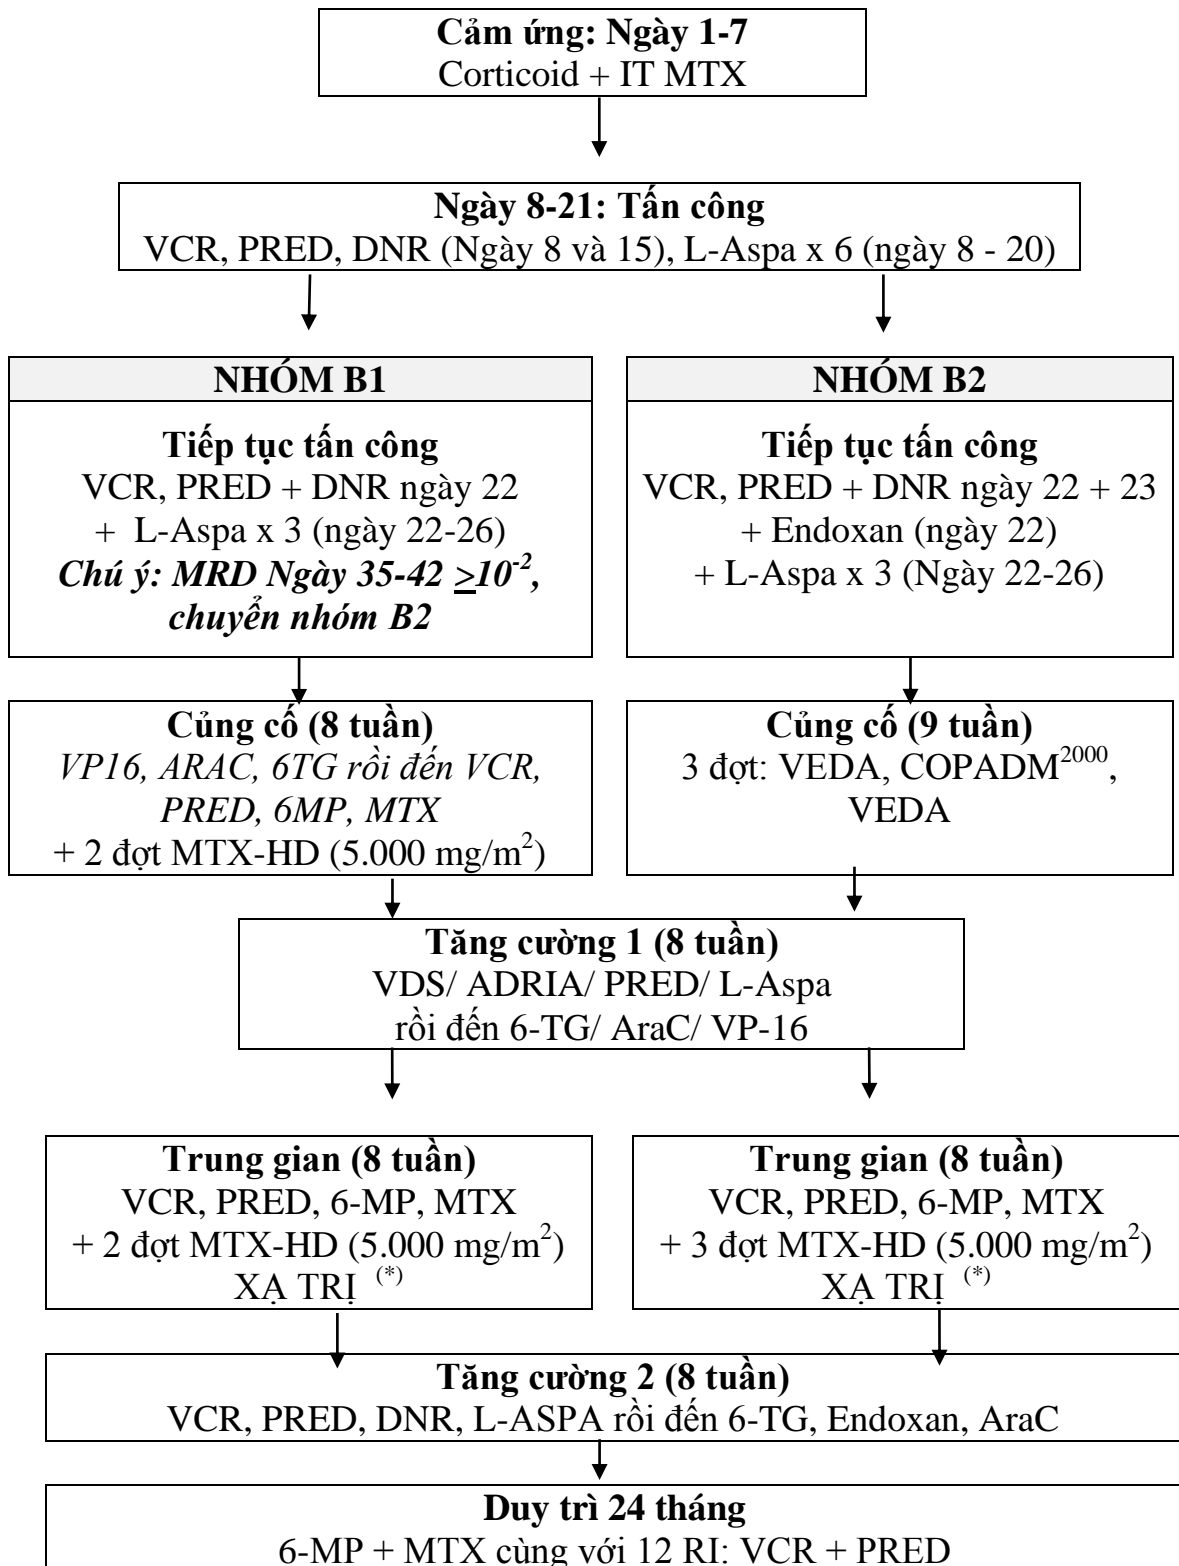 Cảm ứng: Ngày 1-7
Corticoid + IT MTX
Ngày 8-21: Tấn công
VCR, PRED, DNR (Ngày 8 và 15), L-Aspa x 6 (ngày 8 - 20)
NHÓM B1
Tiếp tục tấn công
VCR, PRED + DNR ngày 22
+ L-Aspa x 3 (ngày 22-26)
Chú ý: MRD Ngày 35-42 ≥10⁻²,
chuyển nhóm B2
NHÓM B2
Tiếp tục tấn công
VCR, PRED + DNR ngày 22 + 23
+ Endoxan (ngày 22)
+ L-Aspa x 3 (Ngày 22-26)
Củng cố (8 tuần)
VP16, ARAC, 6TG rồi đến VCR,
PRED, 6MP, MTX
+ 2 đợt MTX-HD (5.000 mg/m²)
Củng cố (9 tuần)
3 đợt: VEDA, COPADM²⁰⁰⁰,
VEDA
Tăng cường 1 (8 tuần)
VDS/ ADRIA/ PRED/ L-Aspa
rồi đến 6-TG/ AraC/ VP-16
Trung gian (8 tuần)
VCR, PRED, 6-MP, MTX
+ 2 đợt MTX-HD (5.000 mg/m²)
XẠ TRỊ (*)
Trung gian (8 tuần)
VCR, PRED, 6-MP, MTX
+ 3 đợt MTX-HD (5.000 mg/m²)
XẠ TRỊ (*)
Tăng cường 2 (8 tuần)
VCR, PRED, DNR, L-ASPA rồi đến 6-TG, Endoxan, AraC
Duy trì 24 tháng
6-MP + MTX cùng với 12 RI: VCR + PRED